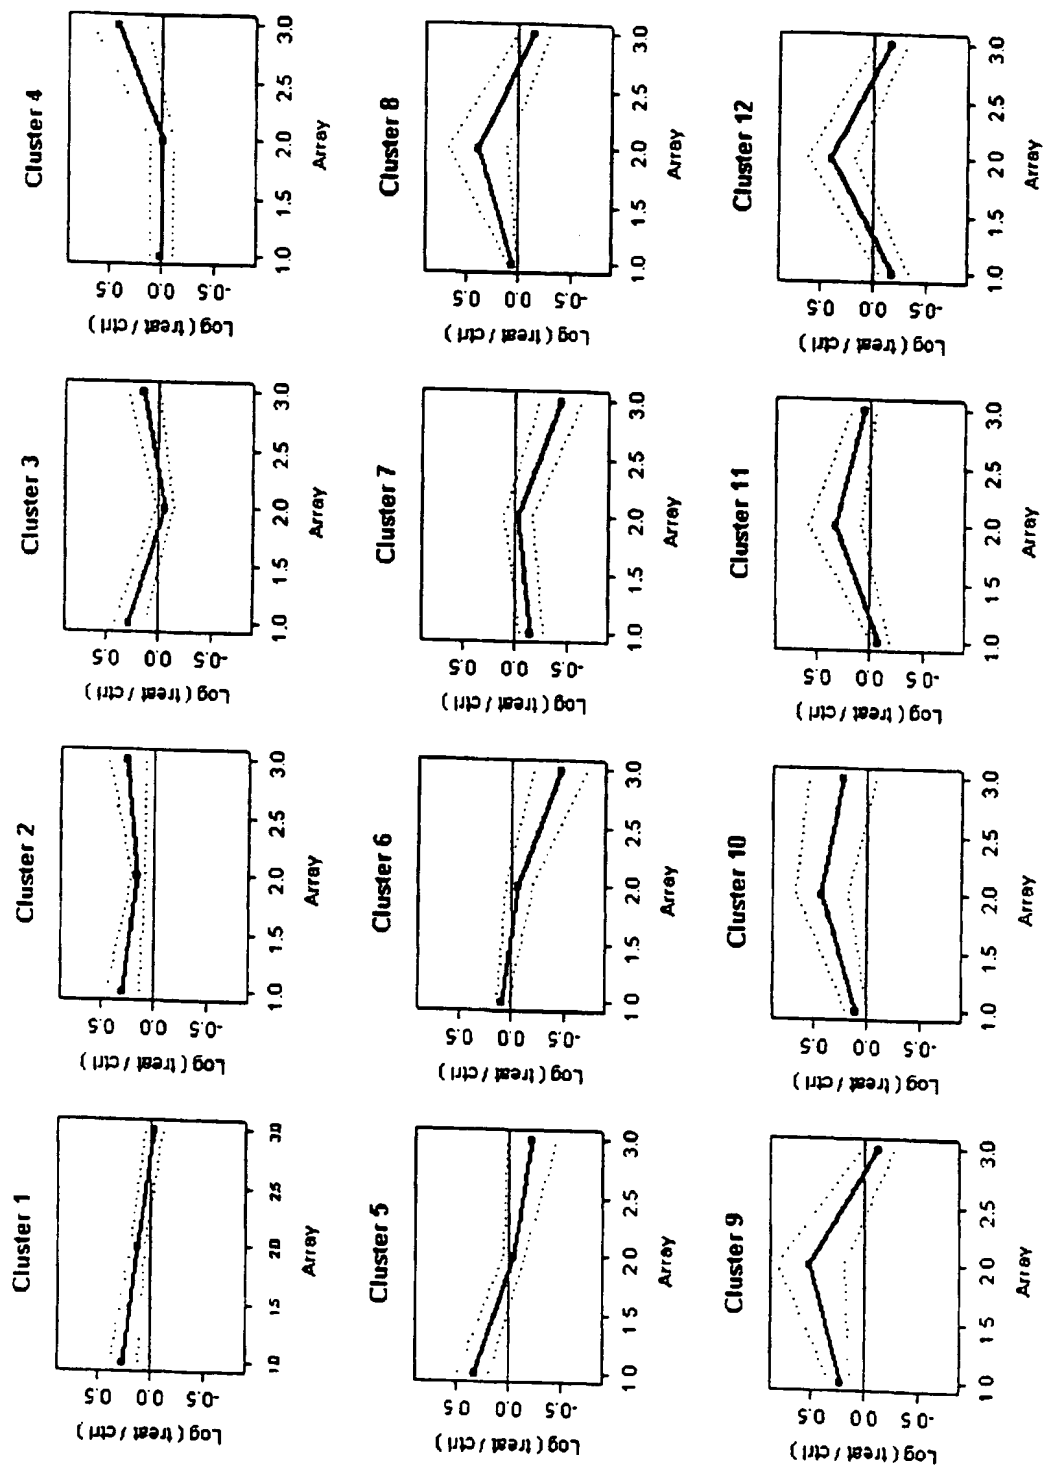 Cluster 1
Log ( treat / ctrl )
0.5
0.0
-0.5
1.0 1.5 2.0 2.5 3.0
Array
Cluster 2
Log ( treat / ctrl )
0.5
0.0
-0.5
1.0 1.5 2.0 2.5 3.0
Array
Cluster 3
Log ( treat / ctrl )
0.5
0.0
-0.5
1.0 1.5 2.0 2.5 3.0
Array
Cluster 4
Log ( treat / ctrl )
0.5
0.0
-0.5
1.0 1.5 2.0 2.5 3.0
Array
Cluster 5
Log ( treat / ctrl )
0.5
0.0
-0.5
1.0 1.5 2.0 2.5 3.0
Array
Cluster 6
Log ( treat / ctrl )
0.5
0.0
-0.5
1.0 1.5 2.0 2.5 3.0
Array
Cluster 7
Log ( treat / ctrl )
0.5
0.0
-0.5
1.0 1.5 2.0 2.5 3.0
Array
Cluster 8
Log ( treat / ctrl )
0.5
0.0
-0.5
1.0 1.5 2.0 2.5 3.0
Array
Cluster 9
Log ( treat / ctrl )
0.5
0.0
-0.5
1.0 1.5 2.0 2.5 3.0
Array
Cluster 10
Log ( treat / ctrl )
0.5
0.0
-0.5
1.0 1.5 2.0 2.5 3.0
Array
Cluster 11
Log ( treat / ctrl )
0.5
0.0
-0.5
1.0 1.5 2.0 2.5 3.0
Array
Cluster 12
Log ( treat / ctrl )
0.5
0.0
-0.5
1.0 1.5 2.0 2.5 3.0
Array